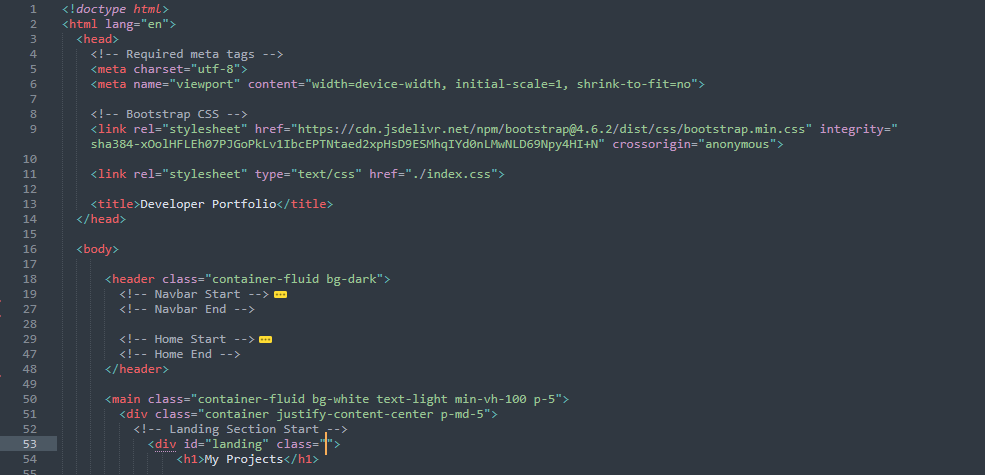 1 <!doctype html>
2 <html lang="en">
3 <head>
4 <!-- Required meta tags -->
5 <meta charset="utf-8">
6 <meta name="viewport" content="width=device-width, initial-scale=1, shrink-to-fit=no">
7
8 <!-- Bootstrap CSS -->
9 <link rel="stylesheet" href="https://cdn.jsdelivr.net/npm/bootstrap@4.6.2/dist/css/bootstrap.min.css" integrity="
sha384-xOolHFLEh07PJGoPkLv1IbcEPTNtaed2xpHsD9ESMhqIYd0nLMwNLD69Npy4HI+N" crossorigin="anonymous">
10
11 <link rel="stylesheet" type="text/css" href="./index.css">
12
13 <title>Developer Portfolio</title>
14 </head>
15
16 <body>
17
18 <header class="container-fluid bg-dark">
19 <!-- Navbar Start -->
27 <!-- Navbar End -->
28
29 <!-- Home Start -->
47 <!-- Home End -->
48 </header>
49
50 <main class="container-fluid bg-white text-light min-vh-100 p-5">
51 <div class="container justify-content-center p-md-5">
52 <!-- Landing Section Start -->
53 <div id="landing" class="">
54 <h1>My Projects</h1>
55